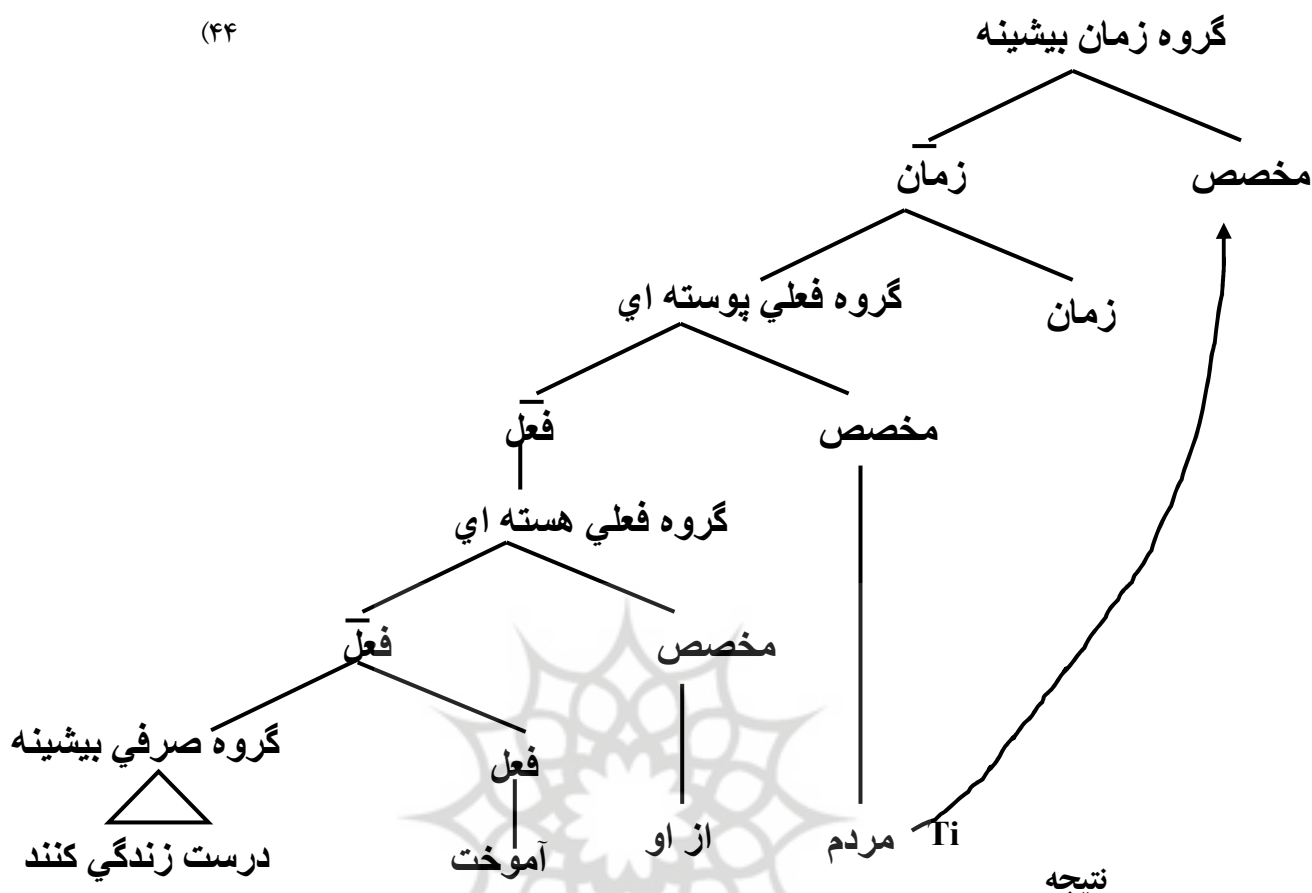 ۴۴)
گروه زمان بيشينه
مخصص
زمان
زمان
گروه فعلي پوسته اي
مخصص
فعل
گروه فعلي هسته اي
مخصص
فعل
گروه صرفي بيشينه
فعل
درست زندگي كنند
آموخت
از او
مردم Ti
نتيجه